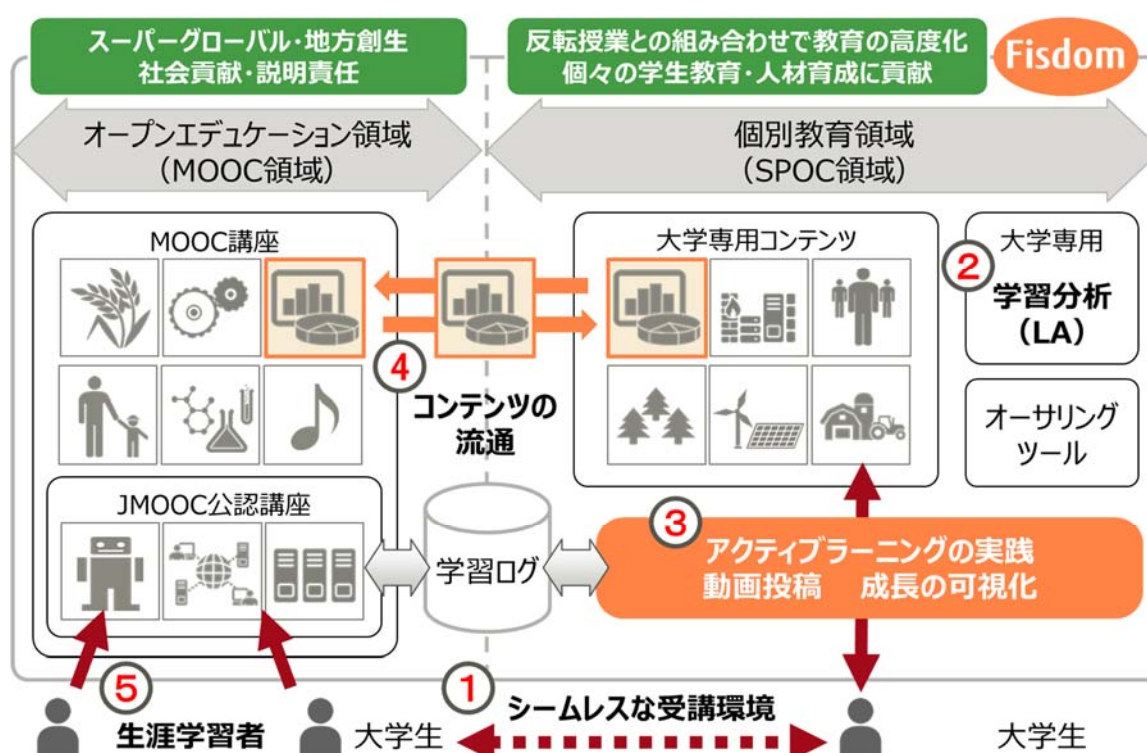 スーパーグローバル・地方創生
社会貢献・説明責任
反転授業との組み合わせで教育の高度化
個々の学生教育・人材育成に貢献
Fisdom
オープンエデュケーション領域
（MOOC領域）
個別教育領域
（SPOC領域）
MOOC講座
大学専用コンテンツ
②
大学専用
学習分析
（LA）
④
コンテンツの
流通
オーサリング
ツール
JMOOC公認講座
学習ログ
③
アクティブラーニングの実践
動画投稿　成長の可視化
⑤
①
シームレスな受講環境
生涯学習者
大学生
大学生